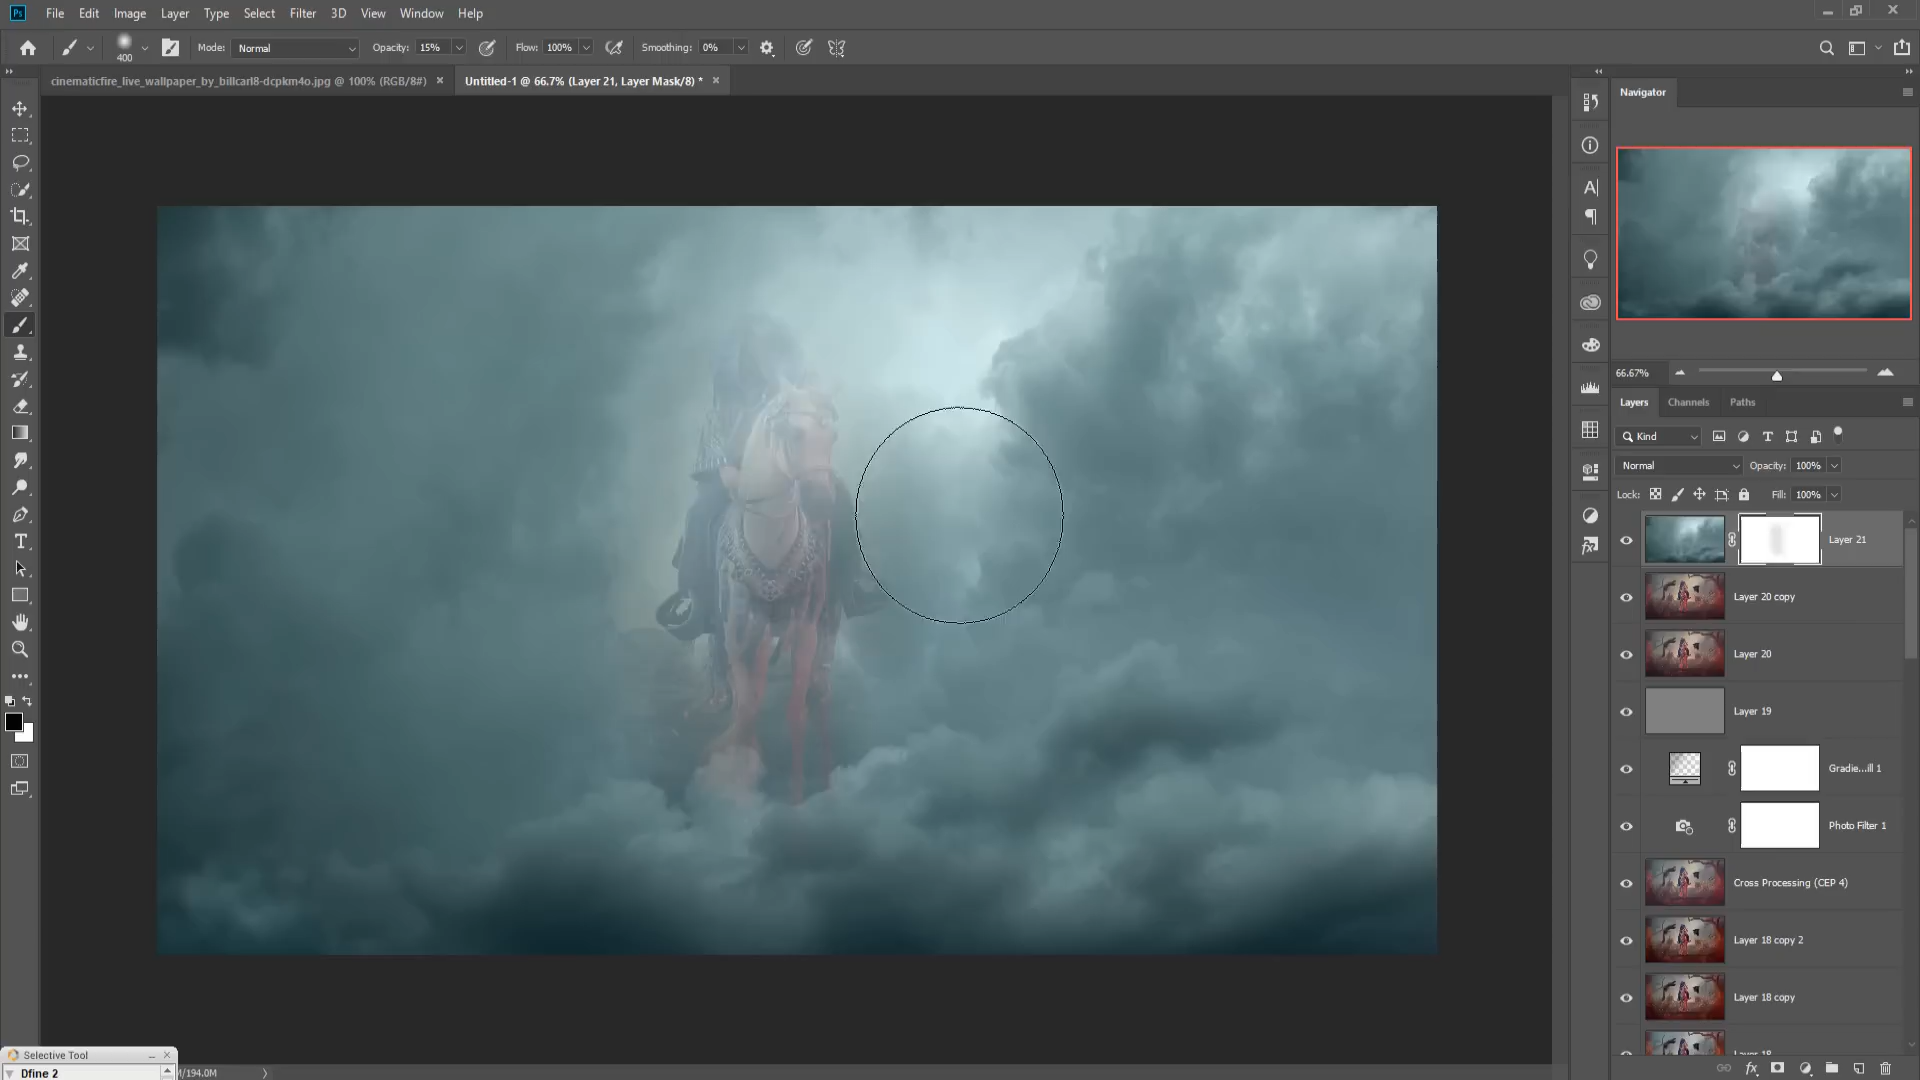 Ps File Edit Image Layer Type Select Filter 3D View Window Help
400 Mode: Normal Opacity: 15% Flow: 100% Smoothing: 0%
cinematicfire_live_wallpaper_by_billcarl8-dcpkm4o.jpg @ 100% (RGB/8#) Untitled-1 @ 66.7% (Layer 21, Layer Mask/8) *
Navigator
66.67%
Layers Channels Paths
Kind
Normal Opacity: 100%
Lock: Fill: 100%
Layer 21
Layer 20 copy
Layer 20
Layer 19
Gradie...ill 1
Photo Filter 1
Cross Processing (CEP 4)
Layer 18 copy 2
Layer 18 copy
Selective Tool
Dfine 2
M/194.0M